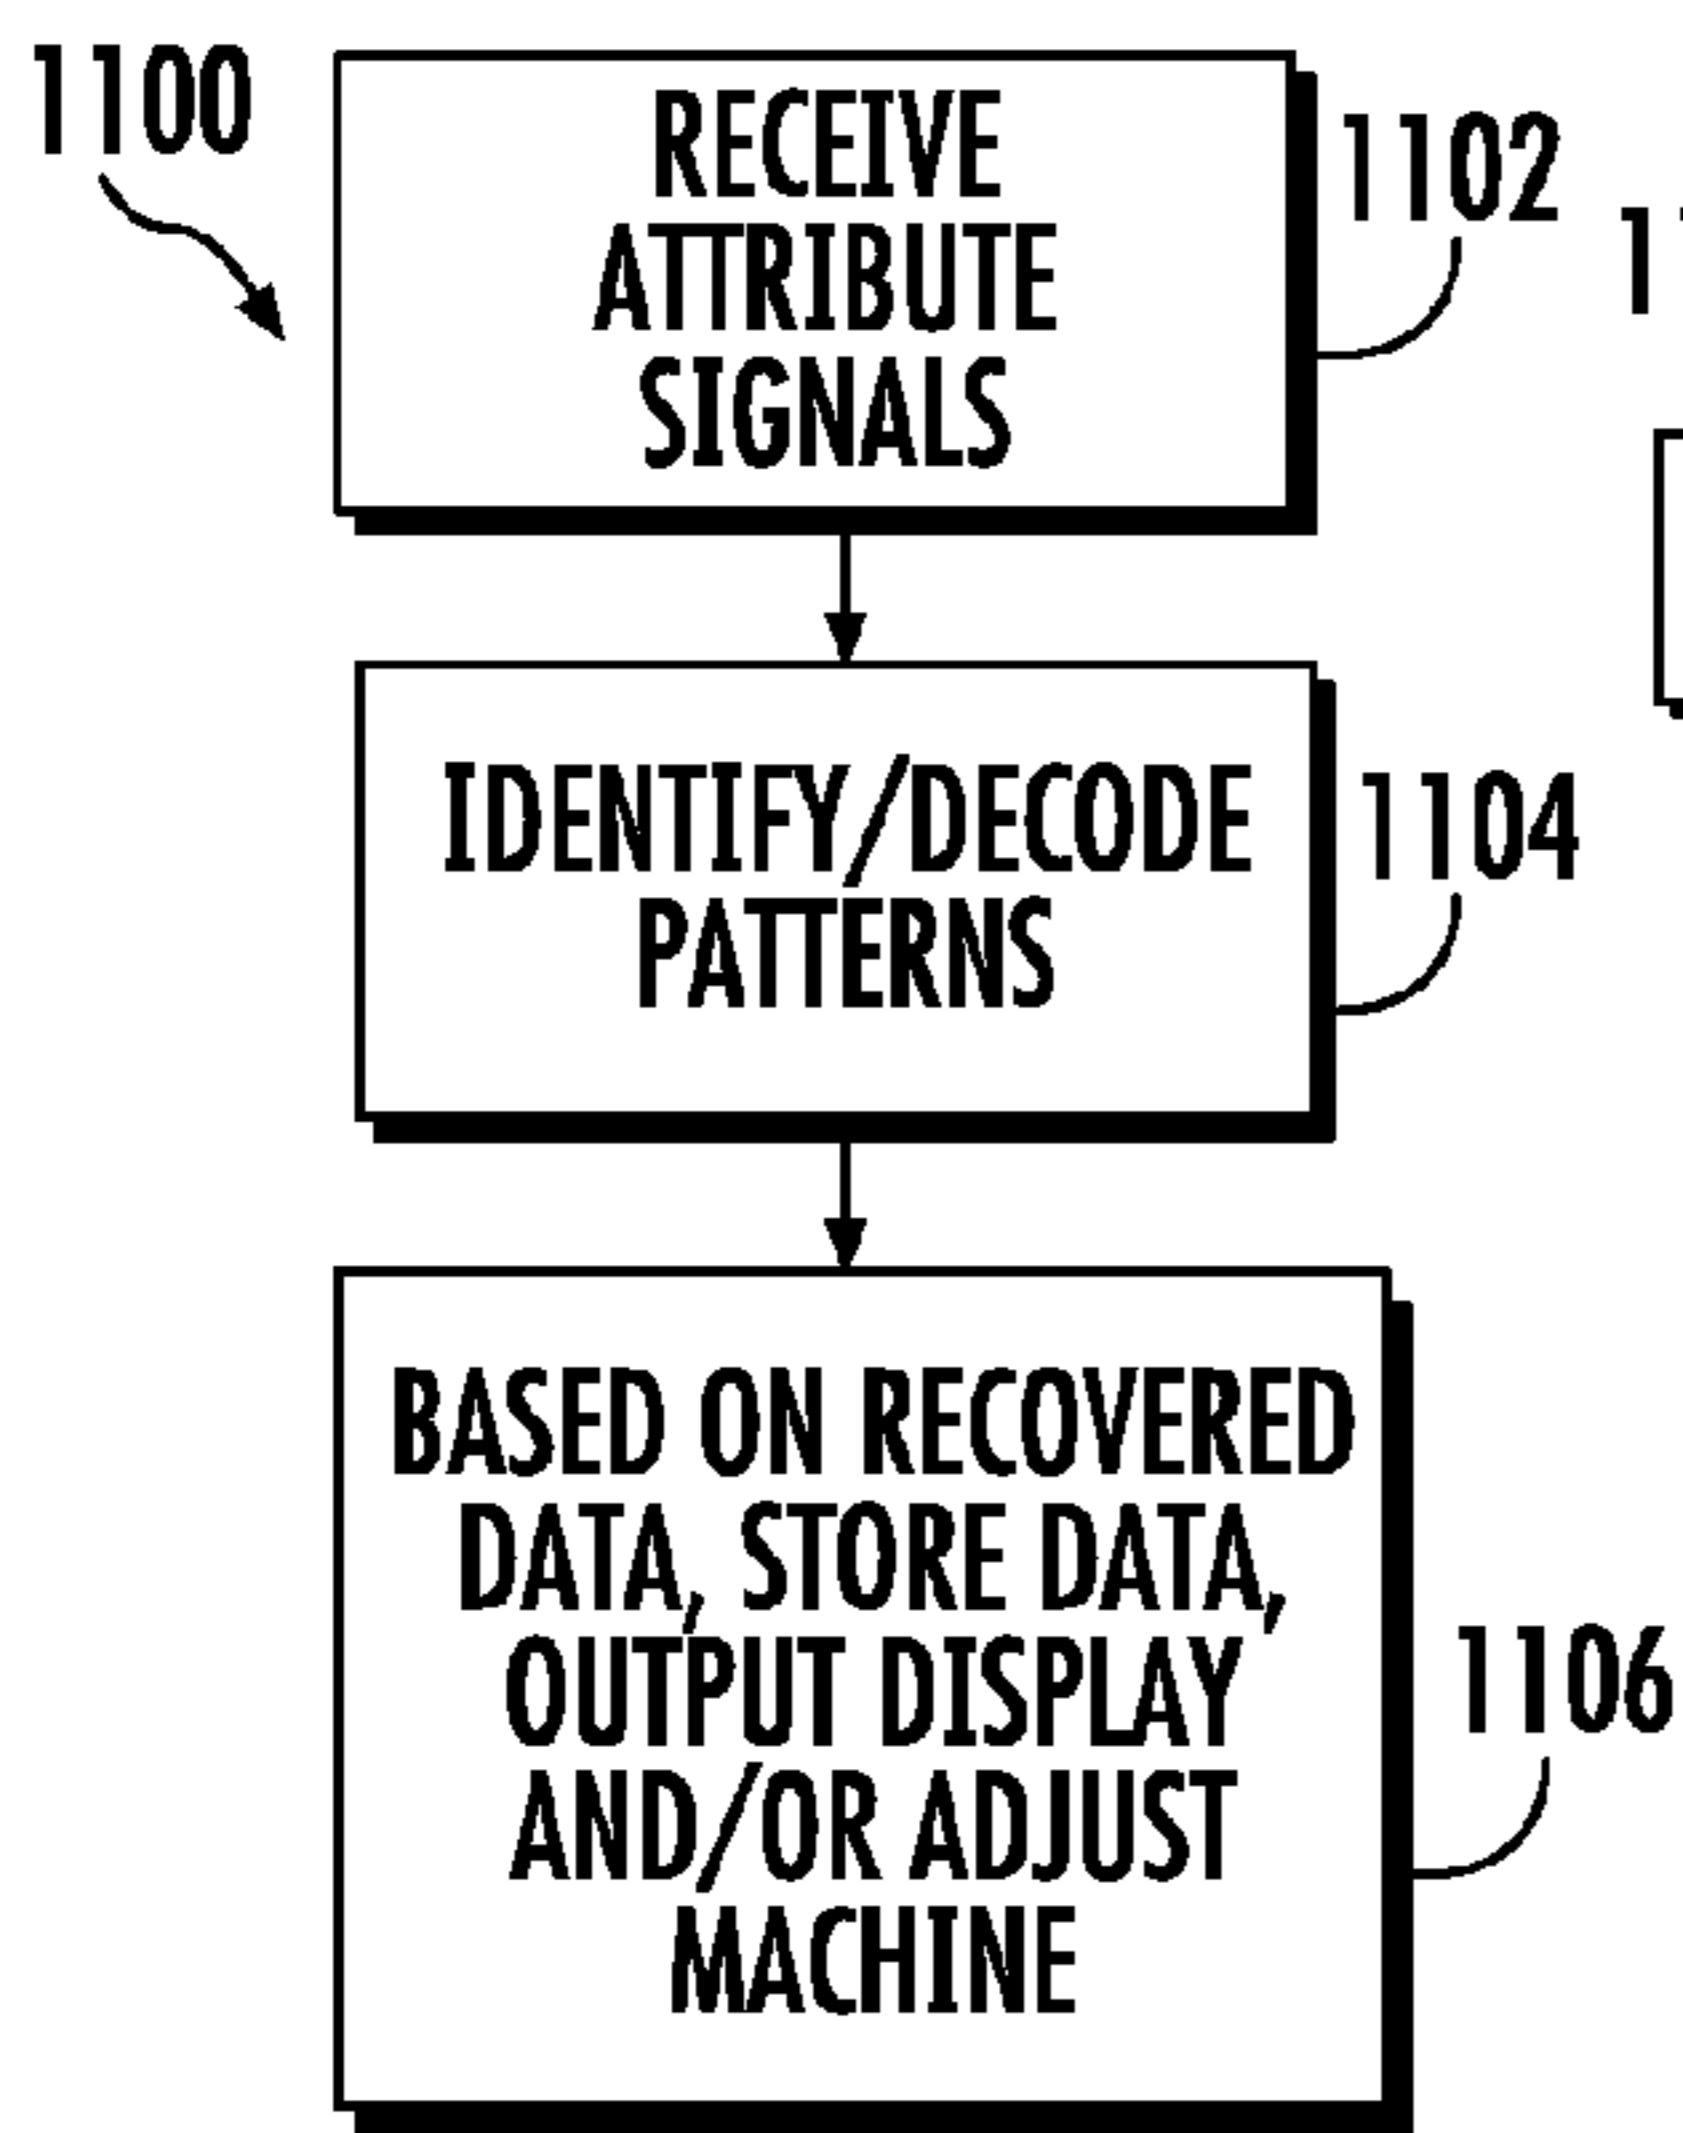 1100
RECEIVE
ATTRIBUTE
SIGNALS
1102
IDENTIFY/DECODE
PATTERNS
1104
BASED ON RECOVERED
DATA, STORE DATA,
OUTPUT DISPLAY
AND/OR ADJUST
MACHINE
1106